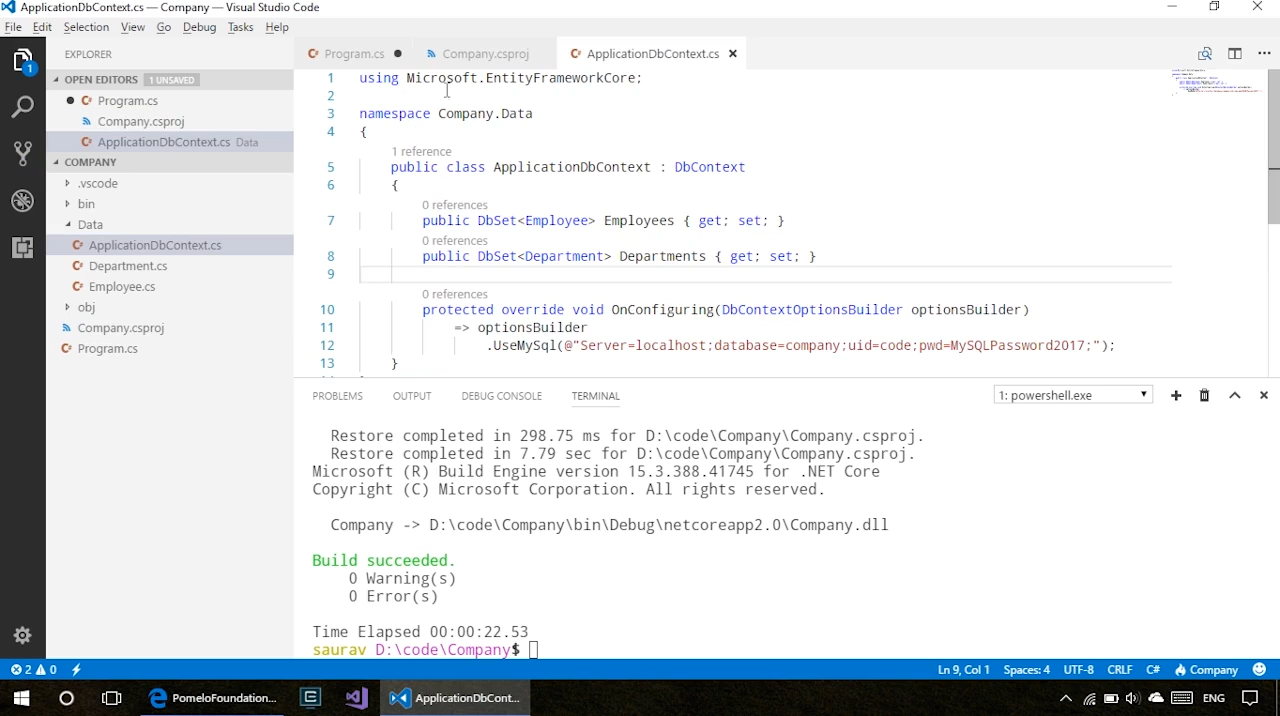 ApplicationDbContext.cs — Company — Visual Studio Code
File Edit Selection View Go Debug Tasks Help
EXPLORER
OPEN EDITORS 1 UNSAVED
Program.cs
Company.csproj
ApplicationDbContext.cs Data
COMPANY
.vscode
bin
Data
ApplicationDbContext.cs
Department.cs
Employee.cs
obj
Company.csproj
Program.cs
1
Program.cs
Company.csproj
ApplicationDbContext.cs
1 using Microsoft.EntityFrameworkCore;
2
3 namespace Company.Data
4 {
1 reference
5 public class ApplicationDbContext : DbContext
6 {
0 references
7 public DbSet<Employee> Employees { get; set; }
0 references
8 public DbSet<Department> Departments { get; set; }
9
0 references
10 protected override void OnConfiguring(DbContextOptionsBuilder optionsBuilder)
11 => optionsBuilder
12 .UseMySql(@"Server=localhost;database=company;uid=code;pwd=MySQLPassword2017;");
13 }
PROBLEMS OUTPUT DEBUG CONSOLE TERMINAL 1: powershell.exe
Restore completed in 298.75 ms for D:\code\Company\Company.csproj.
Restore completed in 7.79 sec for D:\code\Company\Company.csproj.
Microsoft (R) Build Engine version 15.3.388.41745 for .NET Core
Copyright (C) Microsoft Corporation. All rights reserved.
Company -> D:\code\Company\bin\Debug\netcoreapp2.0\Company.dll
Build succeeded.
0 Warning(s)
0 Error(s)
Time Elapsed 00:00:22.53
saurav D:\code\Company$
2 0 Ln 9, Col 1 Spaces: 4 UTF-8 CRLF C# Company
PomeloFoundation... ApplicationDbCont... ENG